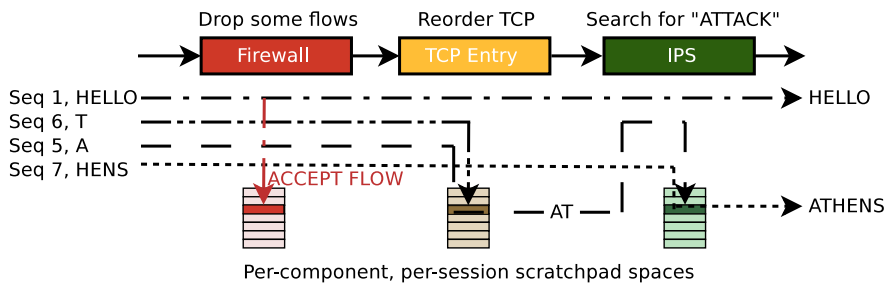 Drop some flows
Reorder TCP
Search for "ATTACK"
Firewall
TCP Entry
IPS
Seq 1, HELLO
HELLO
Seq 6, T
Seq 5, A
Seq 7, HENS
ACCEPT FLOW
AT
ATHENS
Per-component, per-session scratchpad spaces